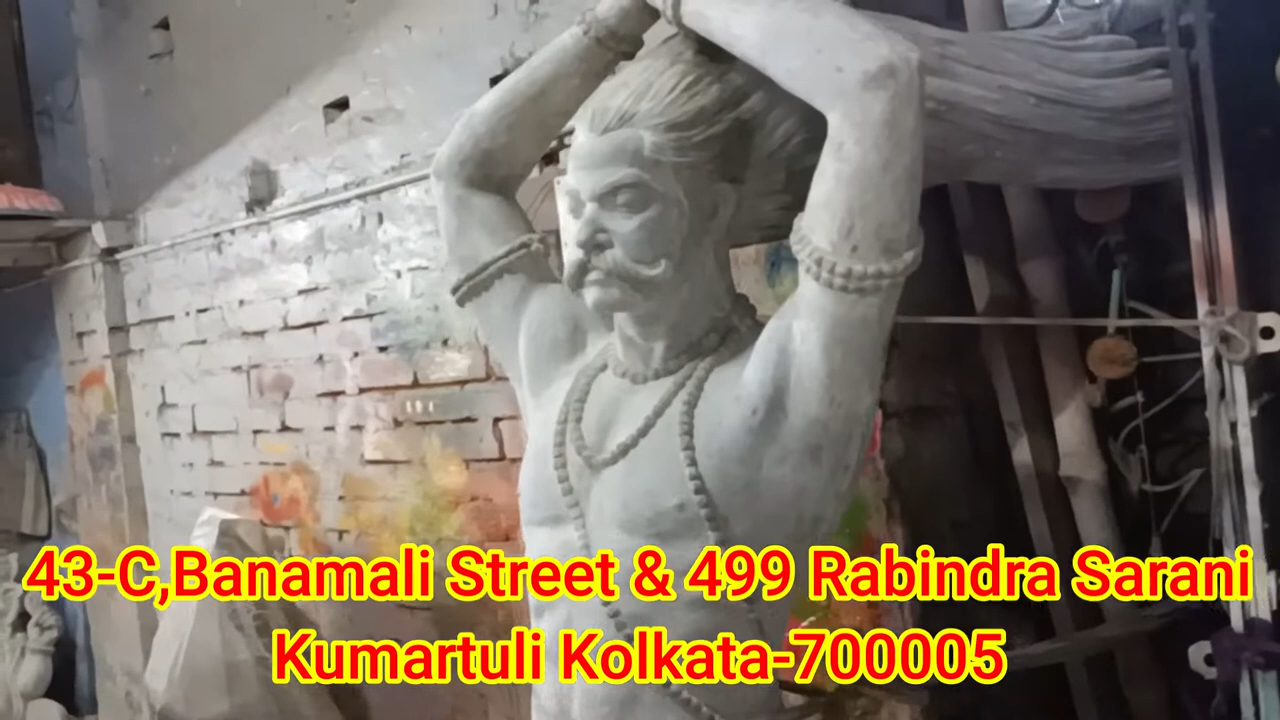 43-C,Banamali Street & 499 Rabindra Sarani
Kumartuli Kolkata-700005